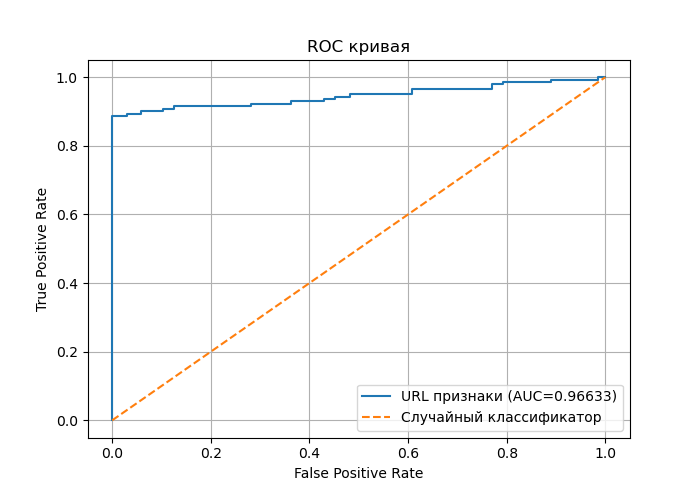 ROC кривая
True Positive Rate
1.0
0.8
0.6
0.4
0.2
0.0
URL признаки (AUC=0.96633)
Случайный классификатор
0.0 0.2 0.4 0.6 0.8 1.0
False Positive Rate